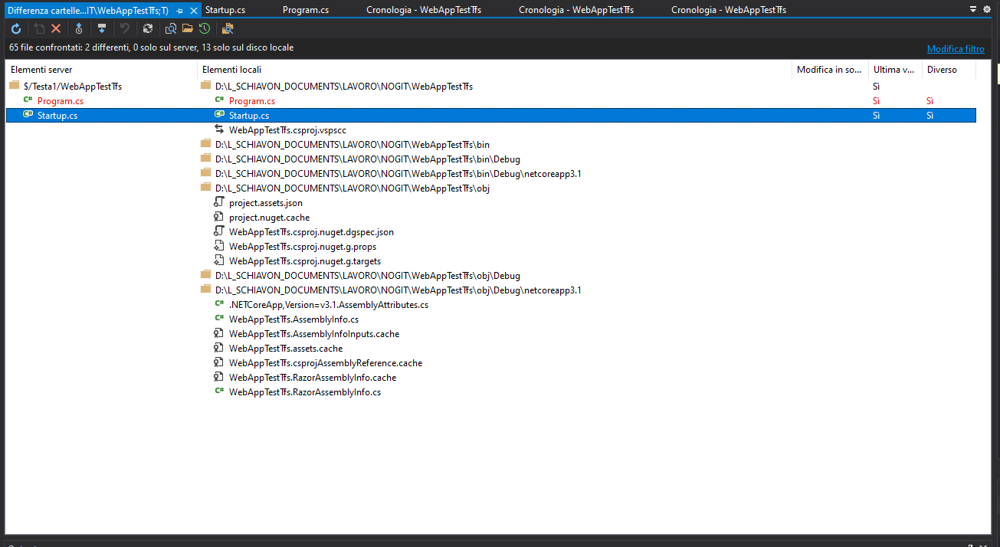 Differenza cartelle...IT\WebAppTestTfs;T) Startup.cs Program.cs Cronologia - WebAppTestTfs Cronologia - WebAppTestTfs Cronologia - WebAppTestTfs
65 file confrontati: 2 differenti, 0 solo sul server, 13 solo sul disco locale Modifica filtro
Elementi server Elementi locali Modifica in so... Ultima v... Diverso
$/Testa1/WebAppTestTfs D:\L_SCHIAVON_DOCUMENTS\LAVORO\NOGIT\WebAppTestTfs Sì
C# Program.cs C# Program.cs Sì Sì
C# Startup.cs C# Startup.cs Sì Sì
WebAppTestTfs.csproj.vspscc
D:\L_SCHIAVON_DOCUMENTS\LAVORO\NOGIT\WebAppTestTfs\bin
D:\L_SCHIAVON_DOCUMENTS\LAVORO\NOGIT\WebAppTestTfs\bin\Debug
D:\L_SCHIAVON_DOCUMENTS\LAVORO\NOGIT\WebAppTestTfs\bin\Debug\netcoreapp3.1
D:\L_SCHIAVON_DOCUMENTS\LAVORO\NOGIT\WebAppTestTfs\obj
project.assets.json
project.nuget.cache
WebAppTestTfs.csproj.nuget.dgspec.json
WebAppTestTfs.csproj.nuget.g.props
WebAppTestTfs.csproj.nuget.g.targets
D:\L_SCHIAVON_DOCUMENTS\LAVORO\NOGIT\WebAppTestTfs\obj\Debug
D:\L_SCHIAVON_DOCUMENTS\LAVORO\NOGIT\WebAppTestTfs\obj\Debug\netcoreapp3.1
C# .NETCoreApp,Version=v3.1.AssemblyAttributes.cs
C# WebAppTestTfs.AssemblyInfo.cs
WebAppTestTfs.AssemblyInfoInputs.cache
WebAppTestTfs.assets.cache
WebAppTestTfs.csprojAssemblyReference.cache
WebAppTestTfs.RazorAssemblyInfo.cache
C# WebAppTestTfs.RazorAssemblyInfo.cs